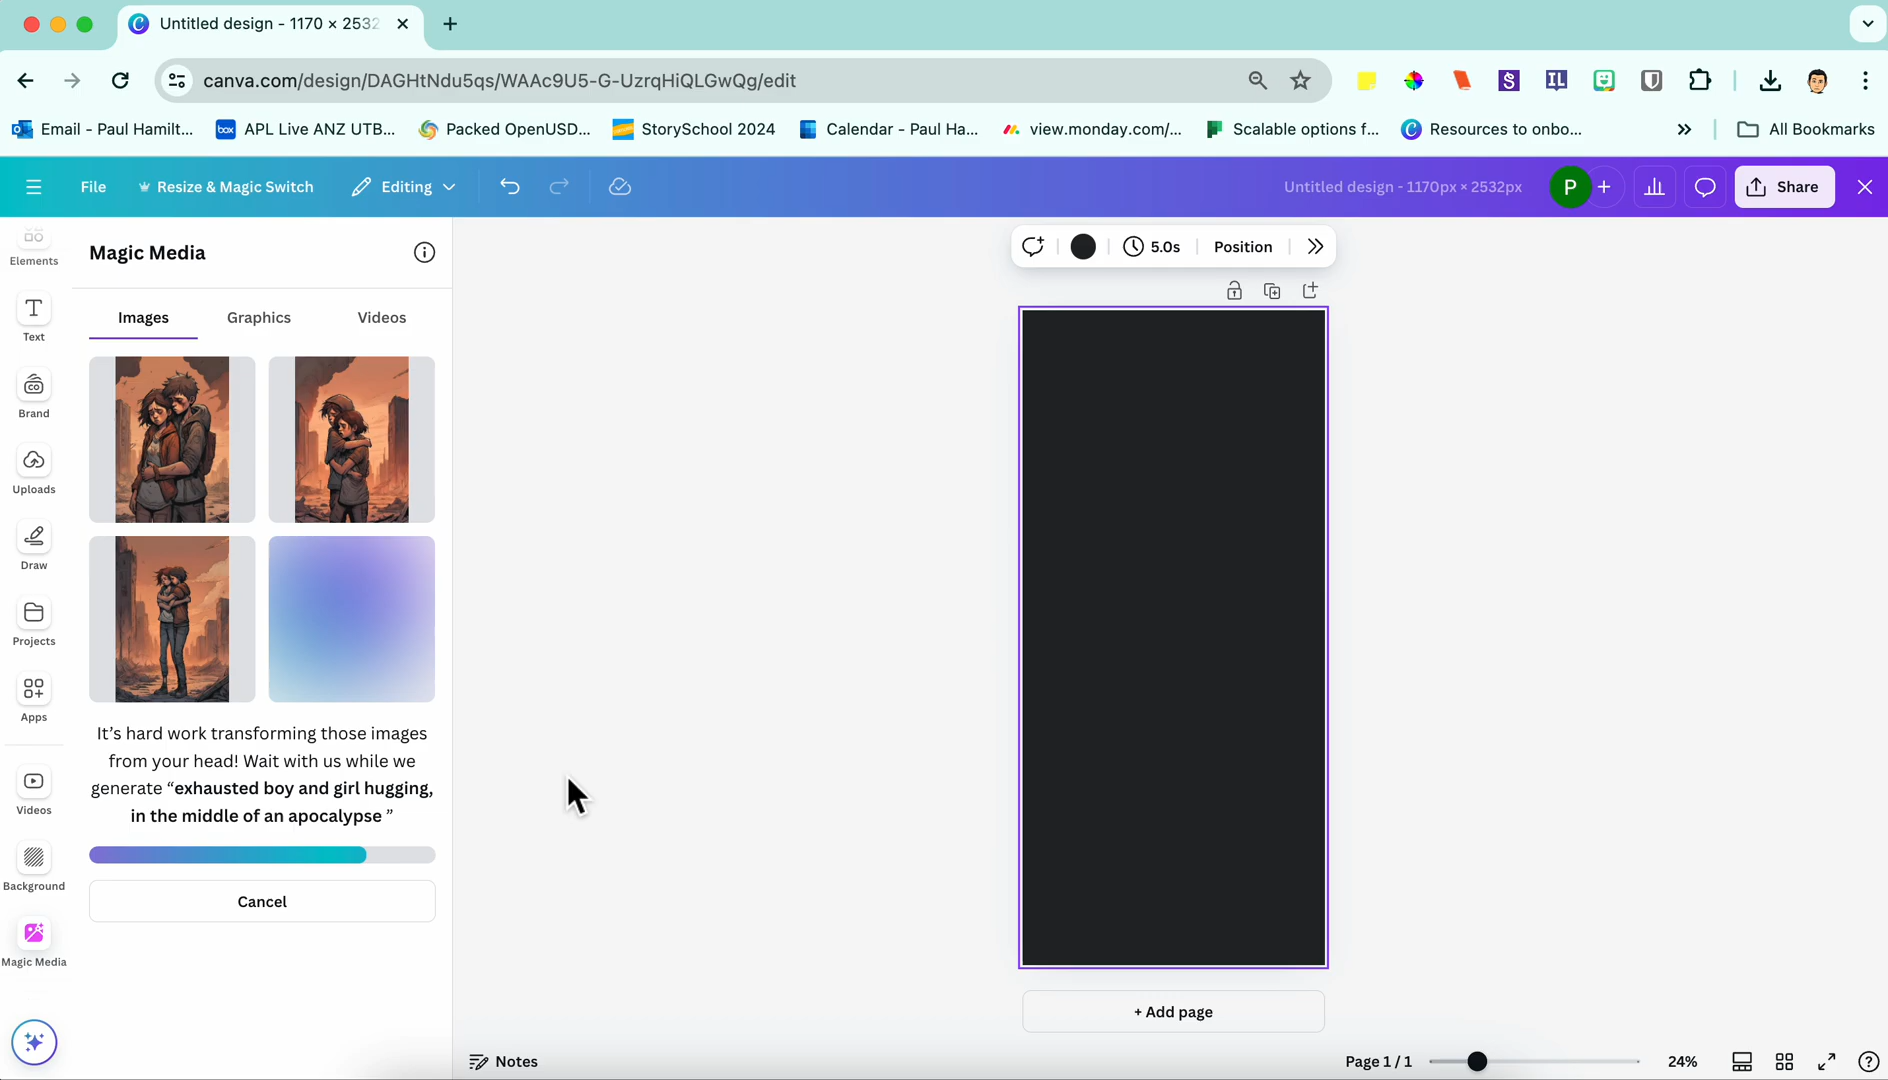 Untitled design - 1170 × 2532
canva.com/design/DAGHtNdu5qs/WAAc9U5-G-UzrqHiQLGwQg/edit
Email - Paul Hamilt...
box
APL Live ANZ UTB...
Packed OpenUSD...
StorySchool 2024
Calendar - Paul Ha...
view.monday.com/...
Scalable options f...
Resources to onbo...
All Bookmarks
File
Resize & Magic Switch
Editing
Untitled design - 1170px × 2532px
P
Share
Elements
Text
Brand
Uploads
Draw
Projects
Apps
Videos
Background
Magic Media
Magic Media
Images
Graphics
Videos
It's hard work transforming those images
from your head! Wait with us while we
generate “exhausted boy and girl hugging,
in the middle of an apocalypse ”
Cancel
5.0s
Position
+ Add page
Notes
Page 1 / 1
24%